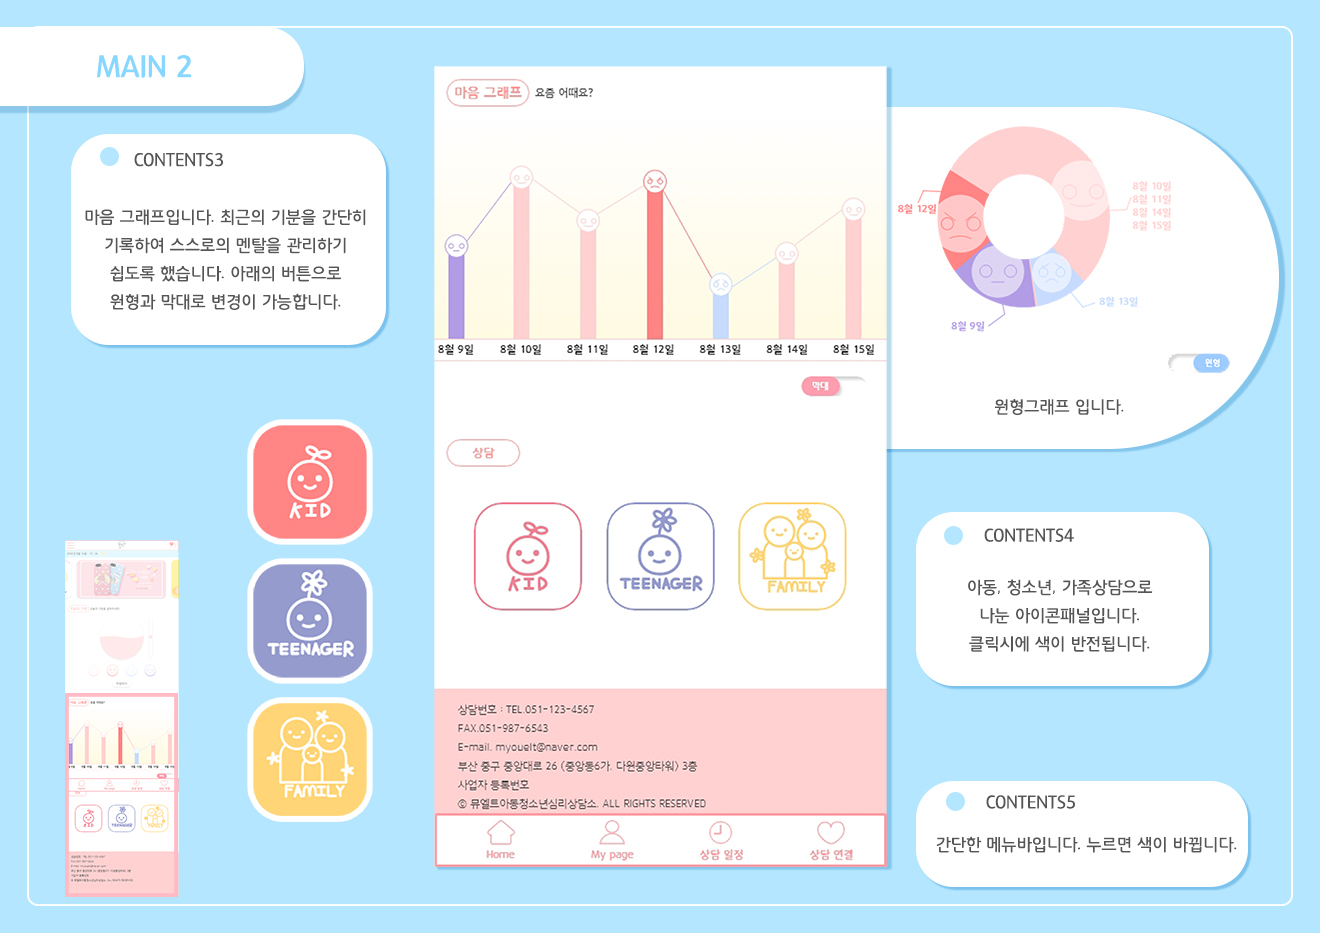 MAIN 2
CONTENTS3
마음 그래프입니다. 최근의 기분을 간단히
기록하여 스스로의 멘탈을 관리하기
쉽도록 했습니다. 아래의 버튼으로
원형과 막대로 변경이 가능합니다.
마음 그래프 요즘 어때요?
8월 9일 8월 10일 8월 11일 8월 12일 8월 13일 8월 14일 8월 15일
막대
8월 10일
8월 11일
8월 14일
8월 15일
8월 12일
8월 13일
8월 9일
원형
원형그래프 입니다.
상담
KID
TEENAGER
FAMILY
KID
TEENAGER
FAMILY
CONTENTS4
아동, 청소년, 가족상담으로
나눈 아이콘패널입니다.
클릭시에 색이 반전됩니다.
상담번호 : TEL.051-123-4567
FAX.051-987-6543
E-mail. myouelt@naver.com
부산 중구 중앙대로 26 (중앙동6가, 다원중앙타워) 3층
사업자 등록번호
© 뮤엘트아동청소년심리상담소. ALL RIGHTS RESERVED
Home My page 상담 일정 상담 연결
CONTENTS5
간단한 메뉴바입니다. 누르면 색이 바뀝니다.